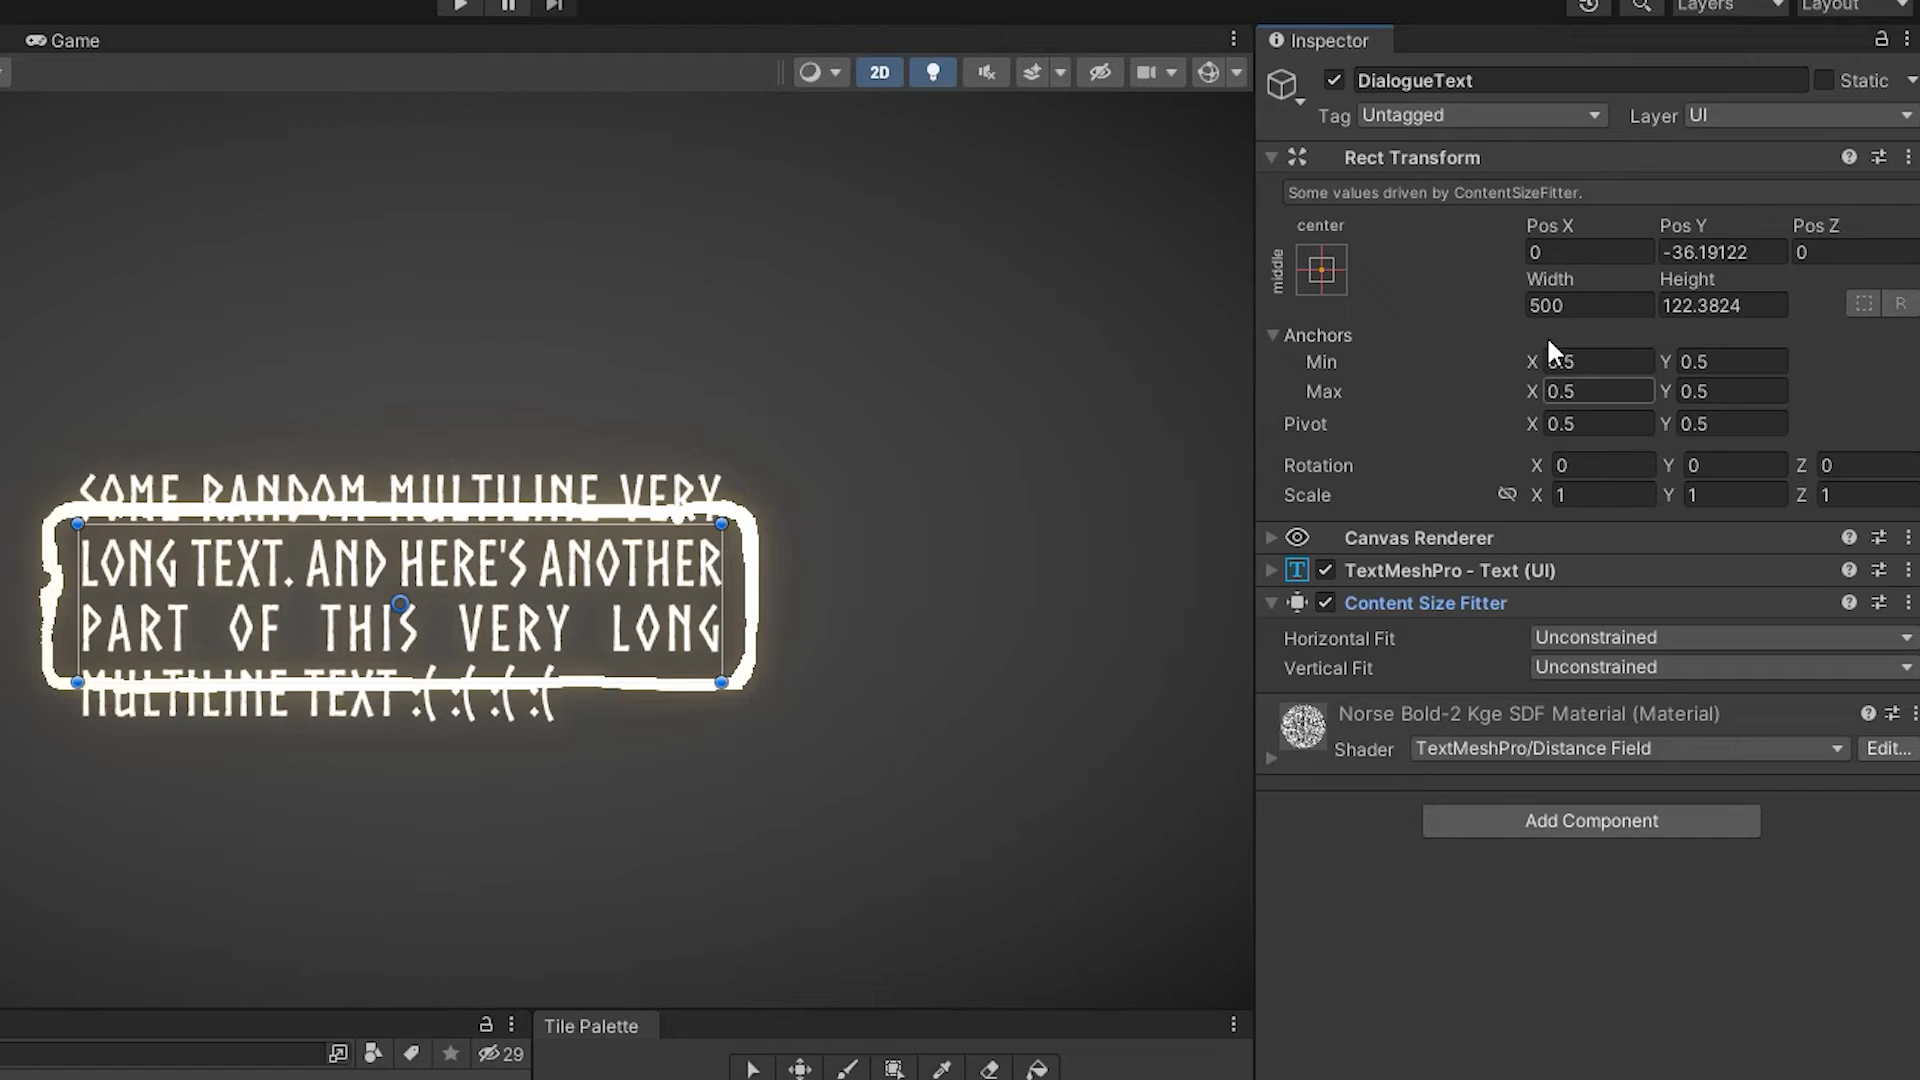 Layers
Layout
Game
Inspector
2D
DialogueText
Static
Tag
Untagged
Layer
UI
Rect Transform
Some values driven by ContentSizeFitter.
center
middle
Pos X
Pos Y
Pos Z
0
-36.19122
0
Width
Height
500
122.3824
R
Anchors
Min
X
0.5
Y
0.5
Max
X
0.5
Y
0.5
Pivot
X
0.5
Y
0.5
Rotation
X
0
Y
0
Z
0
Scale
X
1
Y
1
Z
1
Canvas Renderer
TextMeshPro - Text (UI)
Content Size Fitter
Horizontal Fit
Unconstrained
Vertical Fit
Unconstrained
Norse Bold-2 Kge SDF Material (Material)
Shader
TextMeshPro/Distance Field
Edit...
Add Component
SOME RANDOM MULTILINE VERY
LONG TEXT. AND HERE'S ANOTHER
PART OF THIS VERY LONG
MULTILINE TEXT :( :( :( :(
Tile Palette
29